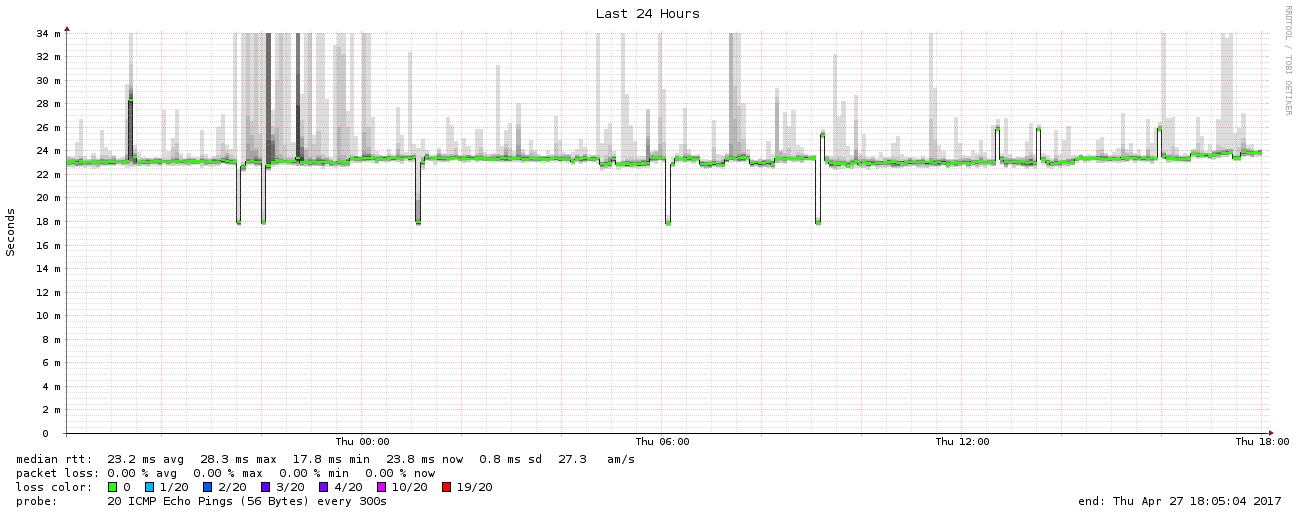 Last 24 Hours
RRDTOOL / TOBI OETIKER
Seconds
34 m
32 m
30 m
28 m
26 m
24 m
22 m
20 m
18 m
16 m
14 m
12 m
10 m
8 m
6 m
4 m
2 m
0
Thu 00:00 Thu 06:00 Thu 12:00 Thu 18:00
median rtt: 23.2 ms avg 28.3 ms max 17.8 ms min 23.8 ms now 0.8 ms sd 27.3 am/s
packet loss: 0.00 % avg 0.00 % max 0.00 % min 0.00 % now
loss color: 0 1/20 2/20 3/20 4/20 10/20 19/20
probe: 20 ICMP Echo Pings (56 Bytes) every 300s end: Thu Apr 27 18:05:04 2017